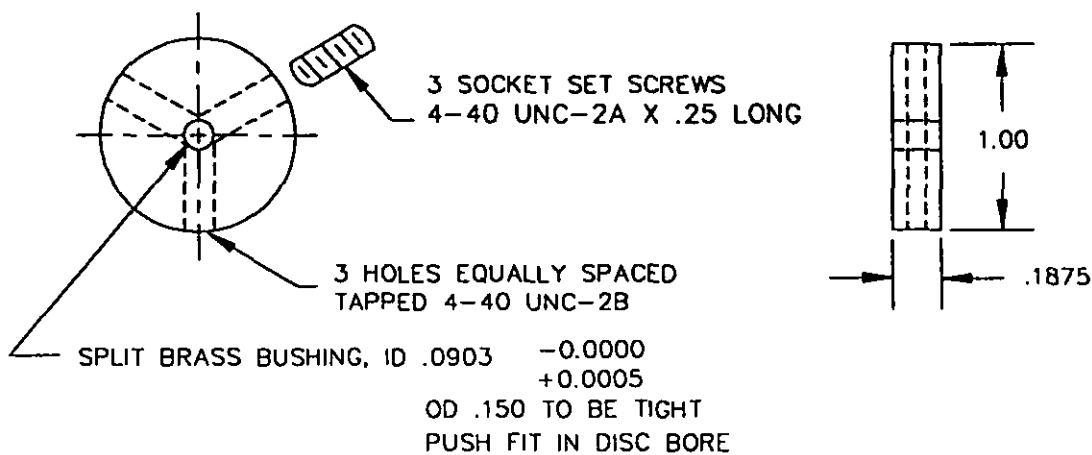 3 SOCKET SET SCREWS
4-40 UNC-2A X .25 LONG
1.00
3 HOLES EQUALLY SPACED
TAPPED 4-40 UNC-2B
.1875
SPLIT BRASS BUSHING, ID .0903 -0.0000
+0.0005
OD .150 TO BE TIGHT
PUSH FIT IN DISC BORE